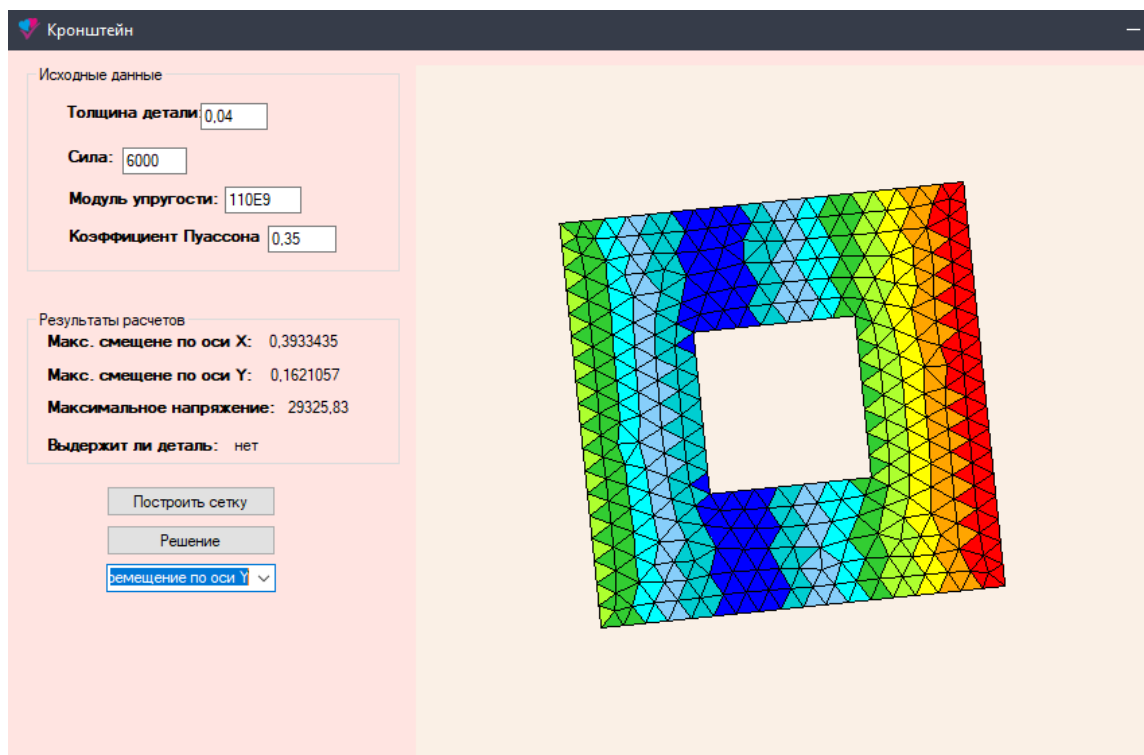 Кронштейн
Исходные данные
Толщина детали:
0,04
Сила:
6000
Модуль упругости:
110E9
Коэффициент Пуассона
0,35
Результаты расчетов
Макс. смещене по оси X: 0,3933435
Макс. смещене по оси Y: 0,1621057
Максимальное напряжение: 29325,83
Выдержит ли деталь: нет
Построить сетку
Решение
ремещение по оси Y